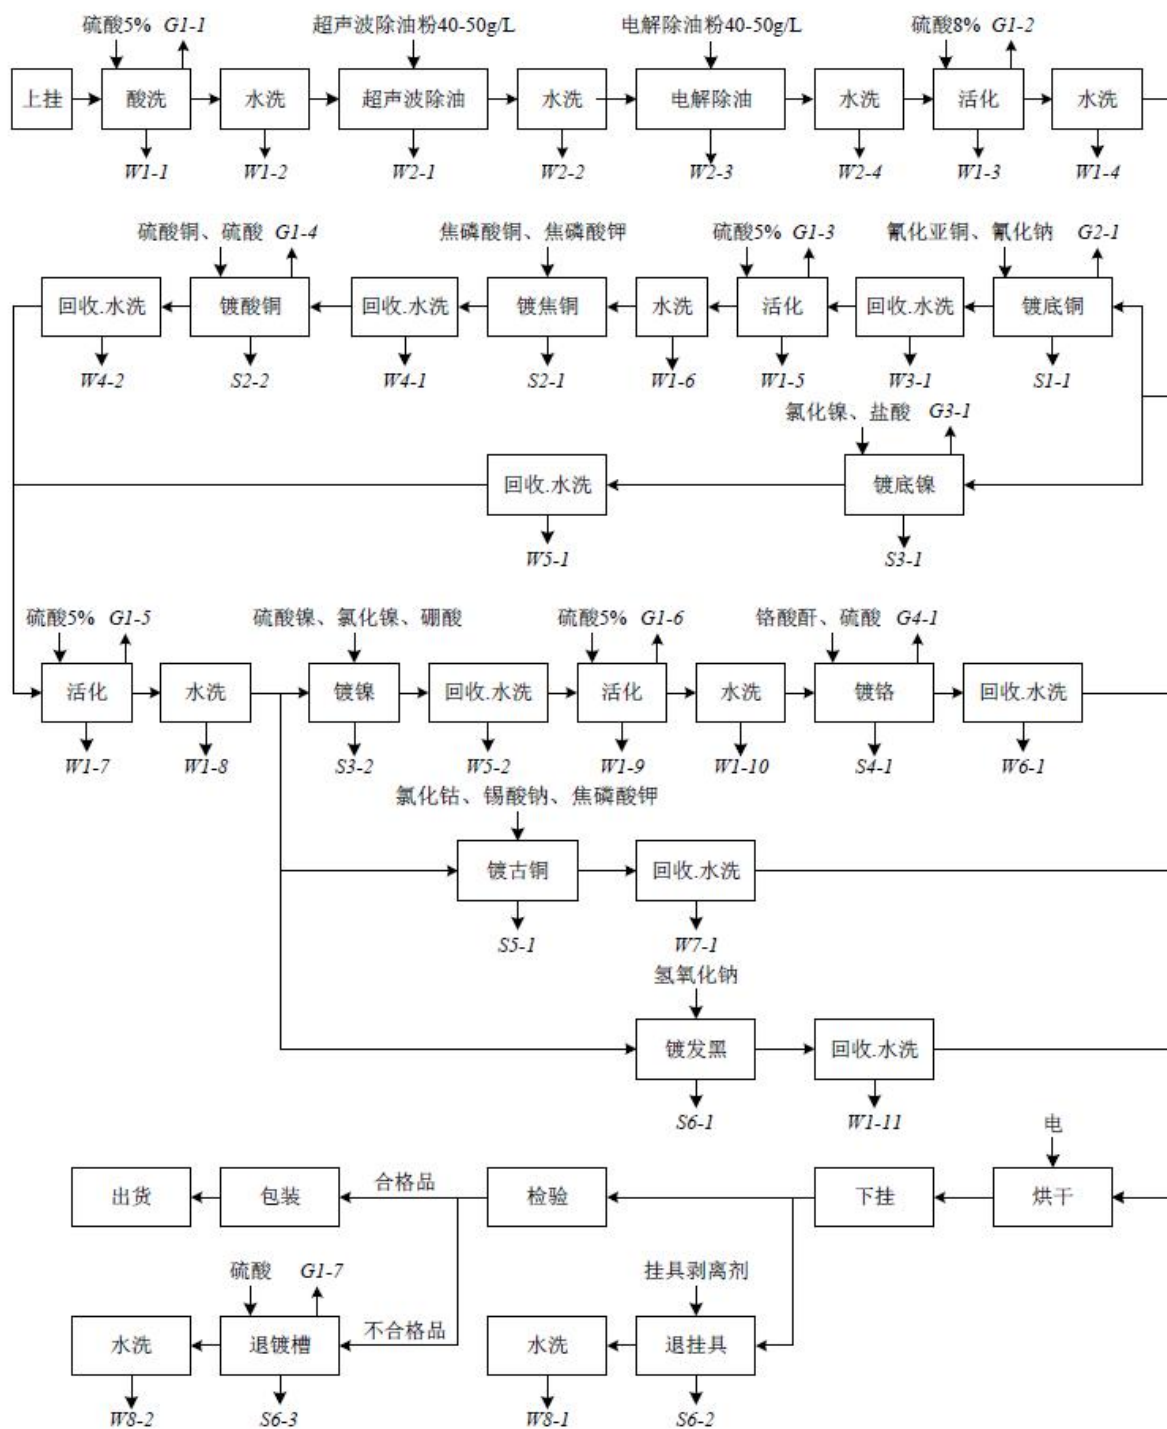 硫酸5% G1-1 超声波除油粉40-50g/L 电解除油粉40-50g/L 硫酸8% G1-2
上挂 酸洗 水洗 超声波除油 水洗 电解除油 水洗 活化 水洗
W1-1 W1-2 W2-1 W2-2 W2-3 W2-4 W1-3 W1-4
硫酸铜、硫酸 G1-4 焦磷酸铜、焦磷酸钾 硫酸5% G1-3 氰化亚铜、氰化钠 G2-1
回收.水洗 镀酸铜 回收.水洗 镀焦铜 水洗 活化 回收.水洗 镀底铜
W4-2 S2-2 W4-1 S2-1 W1-6 W1-5 W3-1 S1-1
氯化镍、盐酸 G3-1
回收.水洗 镀底镍
W5-1 S3-1
硫酸5% G1-5 硫酸镍、氯化镍、硼酸 硫酸5% G1-6 铬酸酐、硫酸 G4-1
活化 水洗 镀镍 回收.水洗 活化 水洗 镀铬 回收.水洗
W1-7 W1-8 S3-2 W5-2 W1-9 W1-10 S4-1 W6-1
氯化钴、锡酸钠、焦磷酸钾
镀古铜 回收.水洗
S5-1 W7-1
氢氧化钠
镀发黑 回收.水洗
S6-1 W1-11
电
出货 包装 合格品 检验 下挂 烘干
硫酸 G1-7 挂具剥离剂
水洗 退镀槽 不合格品 水洗 退挂具
W8-2 S6-3 W8-1 S6-2